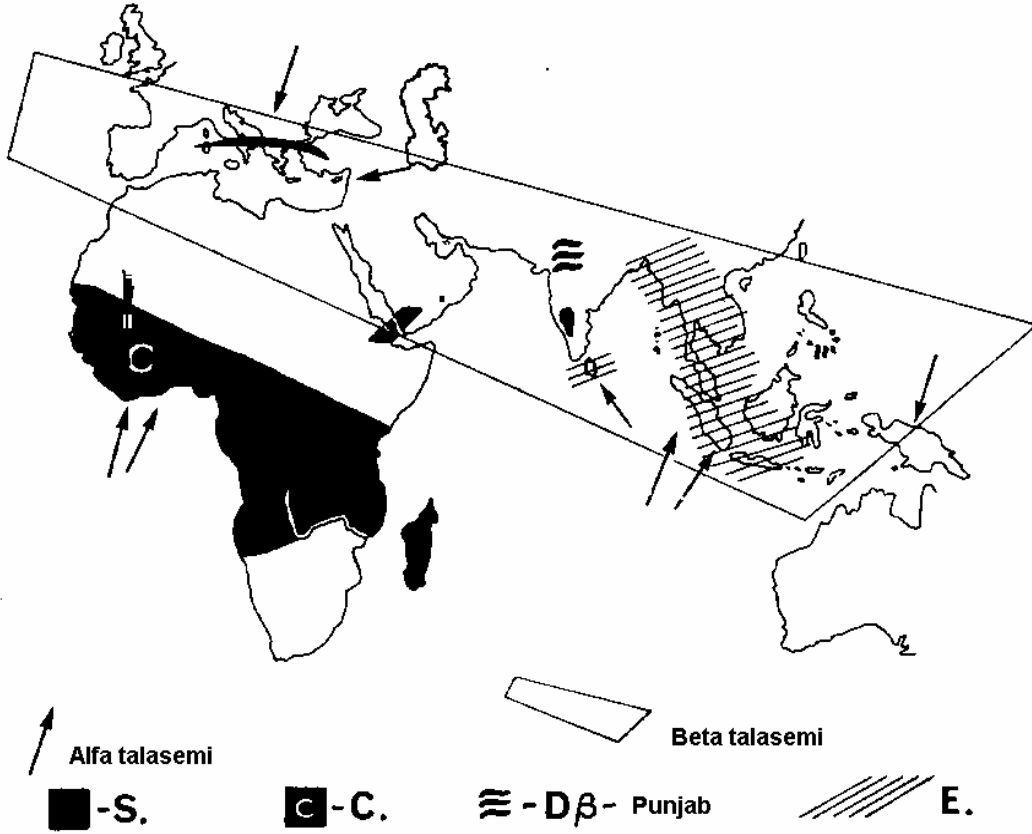 C
Alfa talasemi
Beta talasemi
-S.
C-C.
-Dβ- Punjab
E.